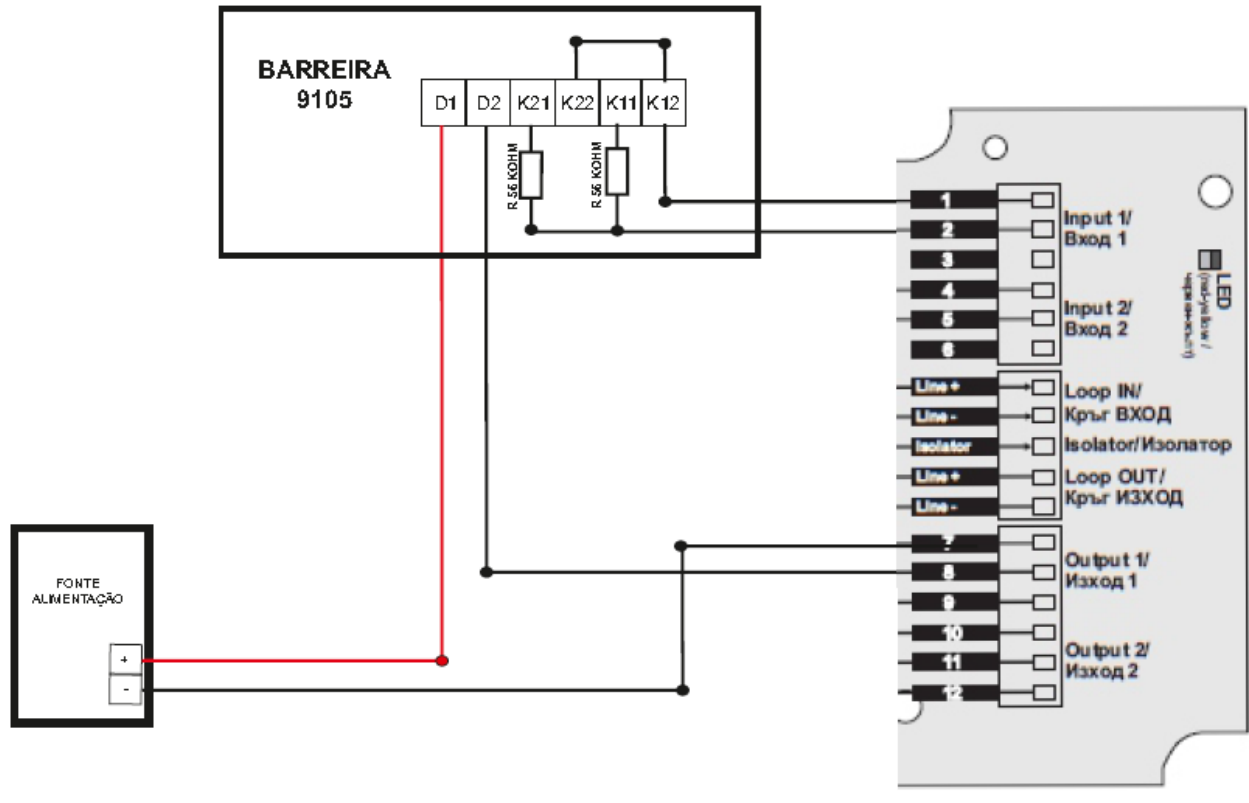 BARREIRA
9105
D1 D2 K21 K22 K11 K12
R 56 KOHM
R 56 KOHM
1
2
3
4
5
6
Input 1/
Вход 1
Input 2/
Вход 2
LED
(red-yellow /
Line +
Line -
Isolator
Line +
Line -
Loop IN/
Кръг ВХОД
Isolator/Изолатор
Loop OUT/
Кръг ИЗХОД
7
8
9
10
11
12
Output 1/
Изход 1
Output 2/
Изход 2
FONTE
ALIMENTAÇÃO
+
-